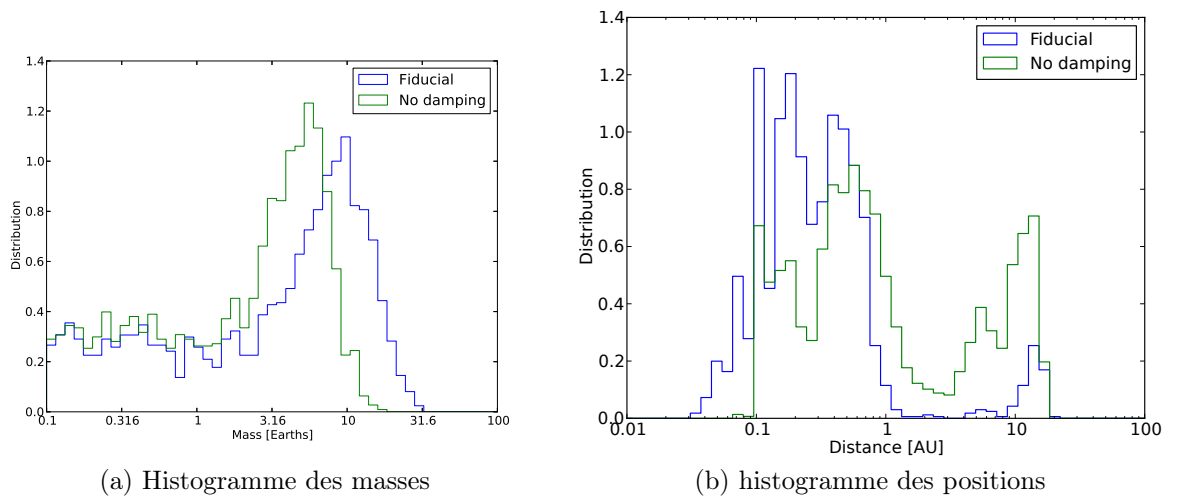 1.4
1.2
1.0
0.8
0.6
0.4
0.2
0.0
Distribution
Fiducial
No damping
0.1 0.316 1 3.16 10 31.6 100
Mass [Earths]
(a) Histogramme des masses
1.4
1.2
1.0
0.8
0.6
0.4
0.2
0.0
Distribution
Fiducial
No damping
0.01 0.1 1 10 100
Distance [AU]
(b) histogramme des positions